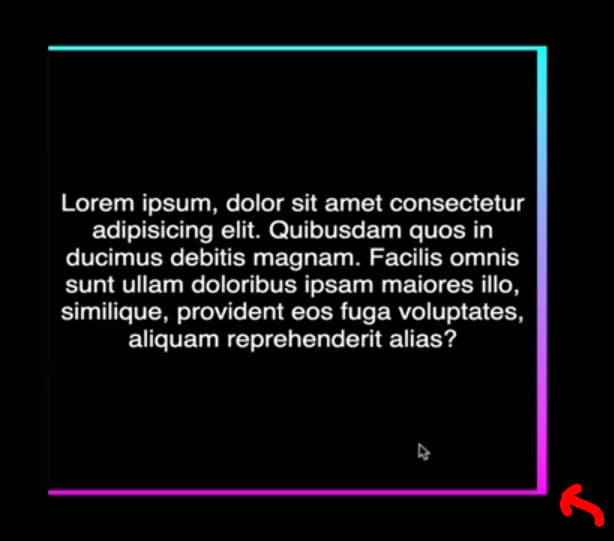 Lorem ipsum, dolor sit amet consectetur
adipisicing elit. Quibusdam quos in
ducimus debitis magnam. Facilis omnis
sunt ullam doloribus ipsam maiores illo,
similique, provident eos fuga voluptates,
aliquam reprehenderit alias?